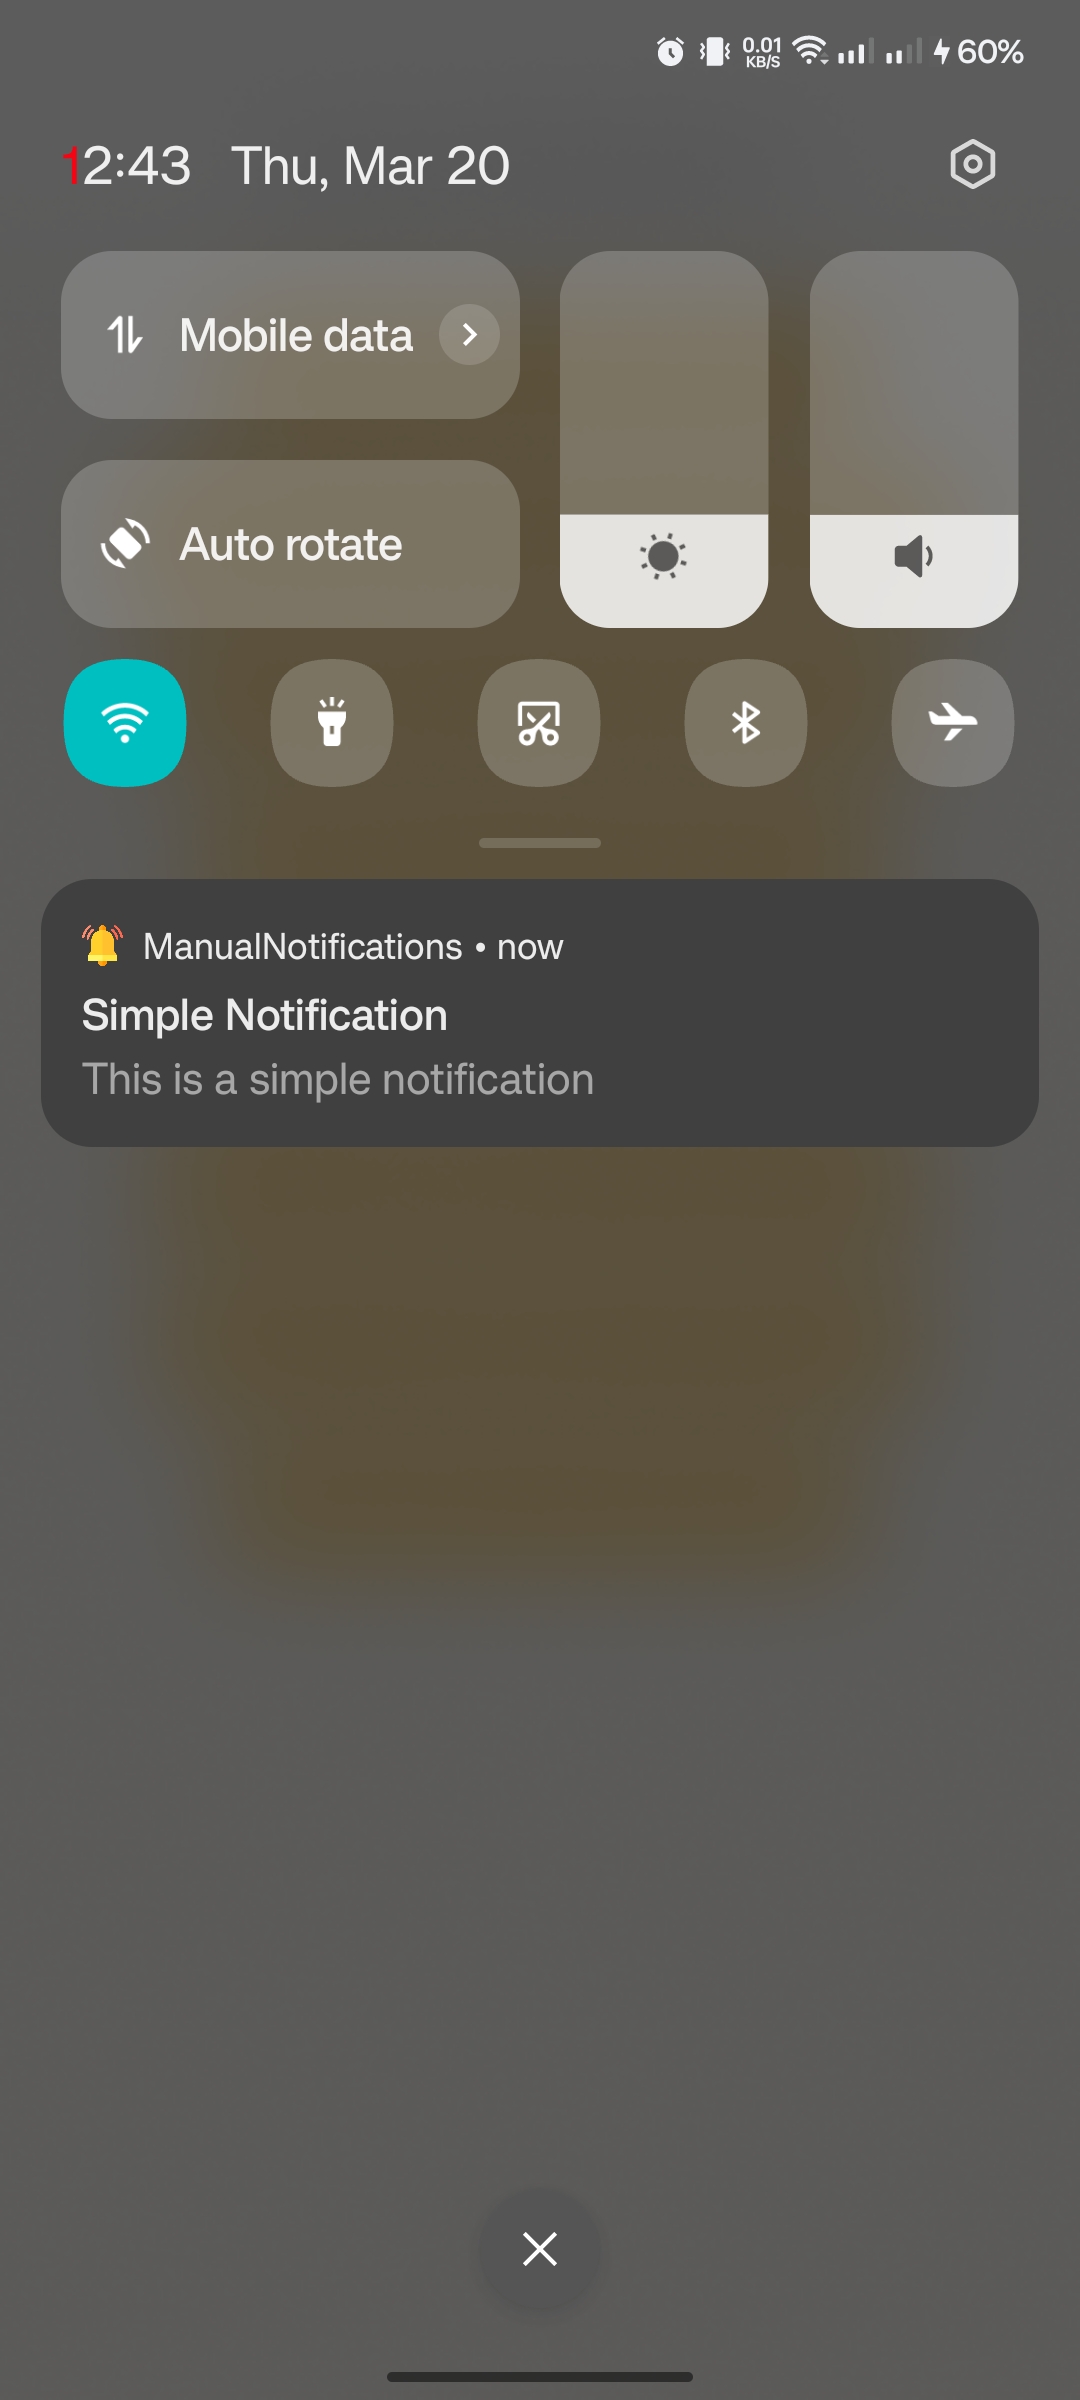 0.01
KB/S
60%
12:43 Thu, Mar 20
Mobile data
Auto rotate
ManualNotifications • now
Simple Notification
This is a simple notification